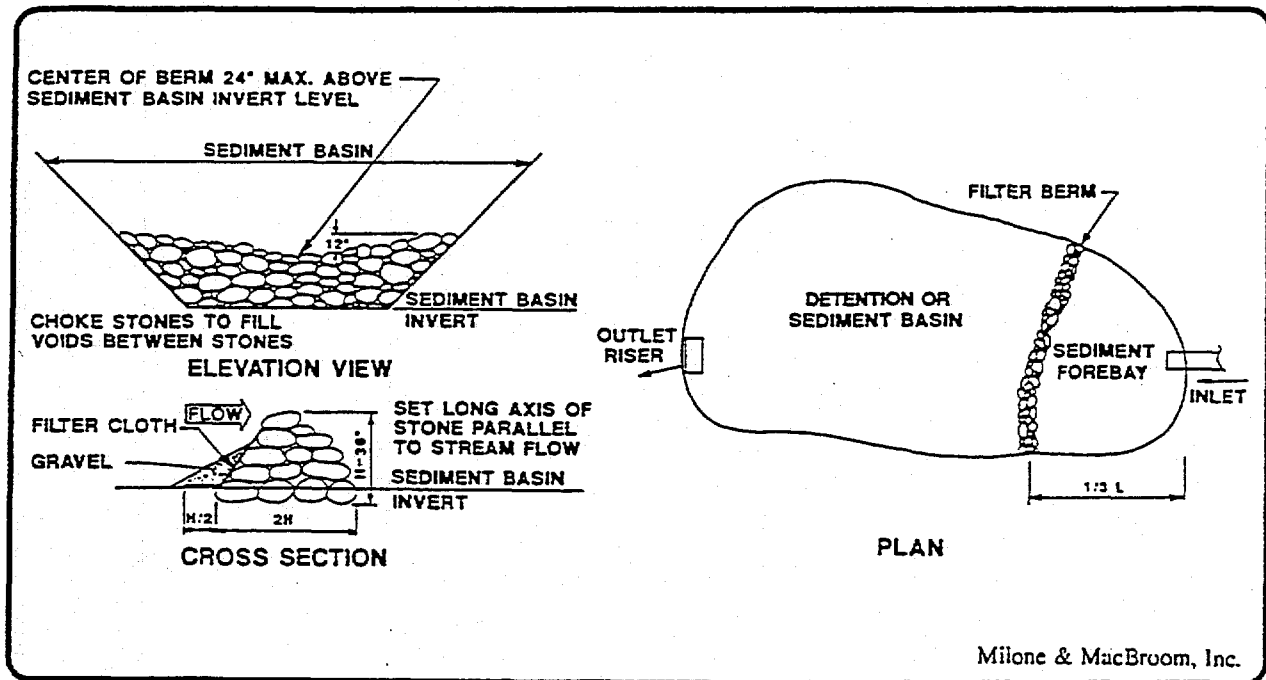 CENTER OF BERM 24" MAX. ABOVE
SEDIMENT BASIN INVERT LEVEL
SEDIMENT BASIN
12"
SEDIMENT BASIN
INVERT
CHOKE STONES TO FILL
VOIDS BETWEEN STONES
ELEVATION VIEW
FLOW
FILTER CLOTH
GRAVEL
SET LONG AXIS OF
STONE PARALLEL
TO STREAM FLOW
H=36"
SEDIMENT BASIN
INVERT
H/2
2H
CROSS SECTION
FILTER BERM
DETENTION OR
SEDIMENT BASIN
OUTLET
RISER
SEDIMENT
FOREBAY
INLET
1/3 L
PLAN
Milone & MacBroom, Inc.